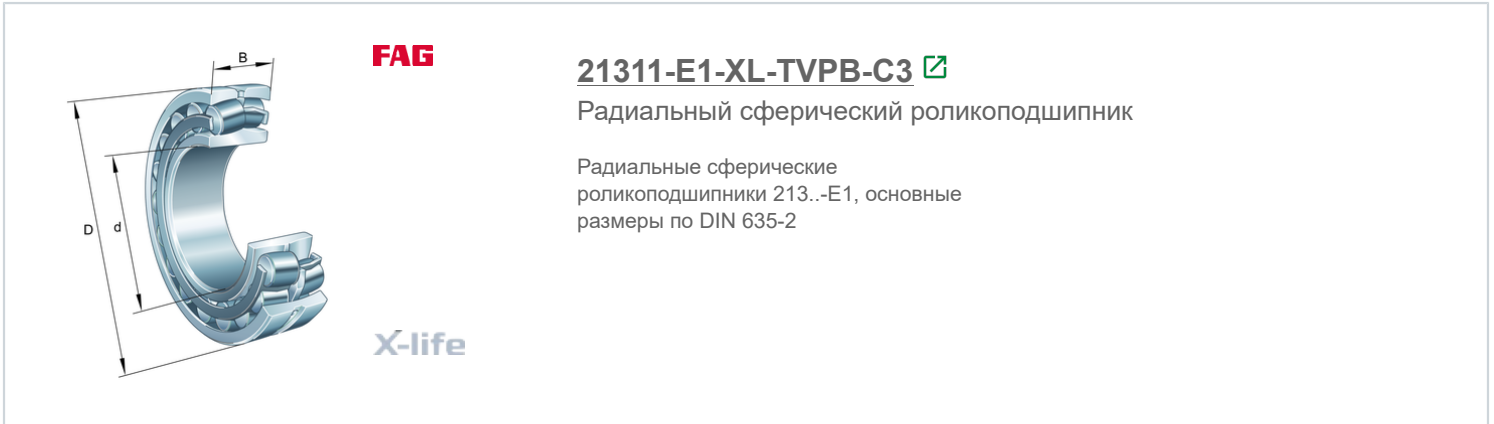 FAG
B
D
d
X-life
21311-E1-XL-TVPB-C3
Радиальный сферический роликоподшипник
Радиальные сферические
роликоподшипники 213..-E1, основные
размеры по DIN 635-2